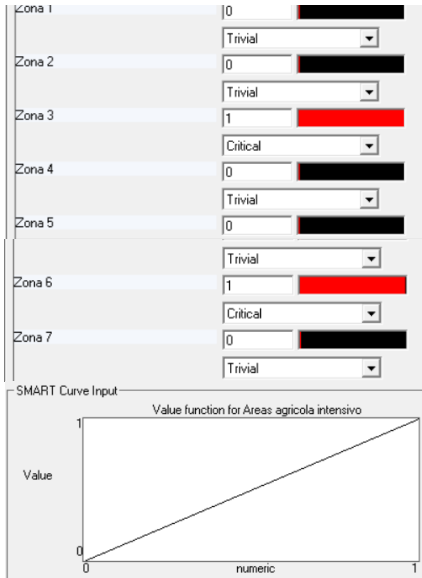 Zona 1 0
Trivial
Zona 2 0
Trivial
Zona 3 1
Critical
Zona 4 0
Trivial
Zona 5 0
Trivial
Zona 6 1
Critical
Zona 7 0
Trivial
SMART Curve Input
Value function for Areas agricola intensivo
1
Value
0
0 numeric 1